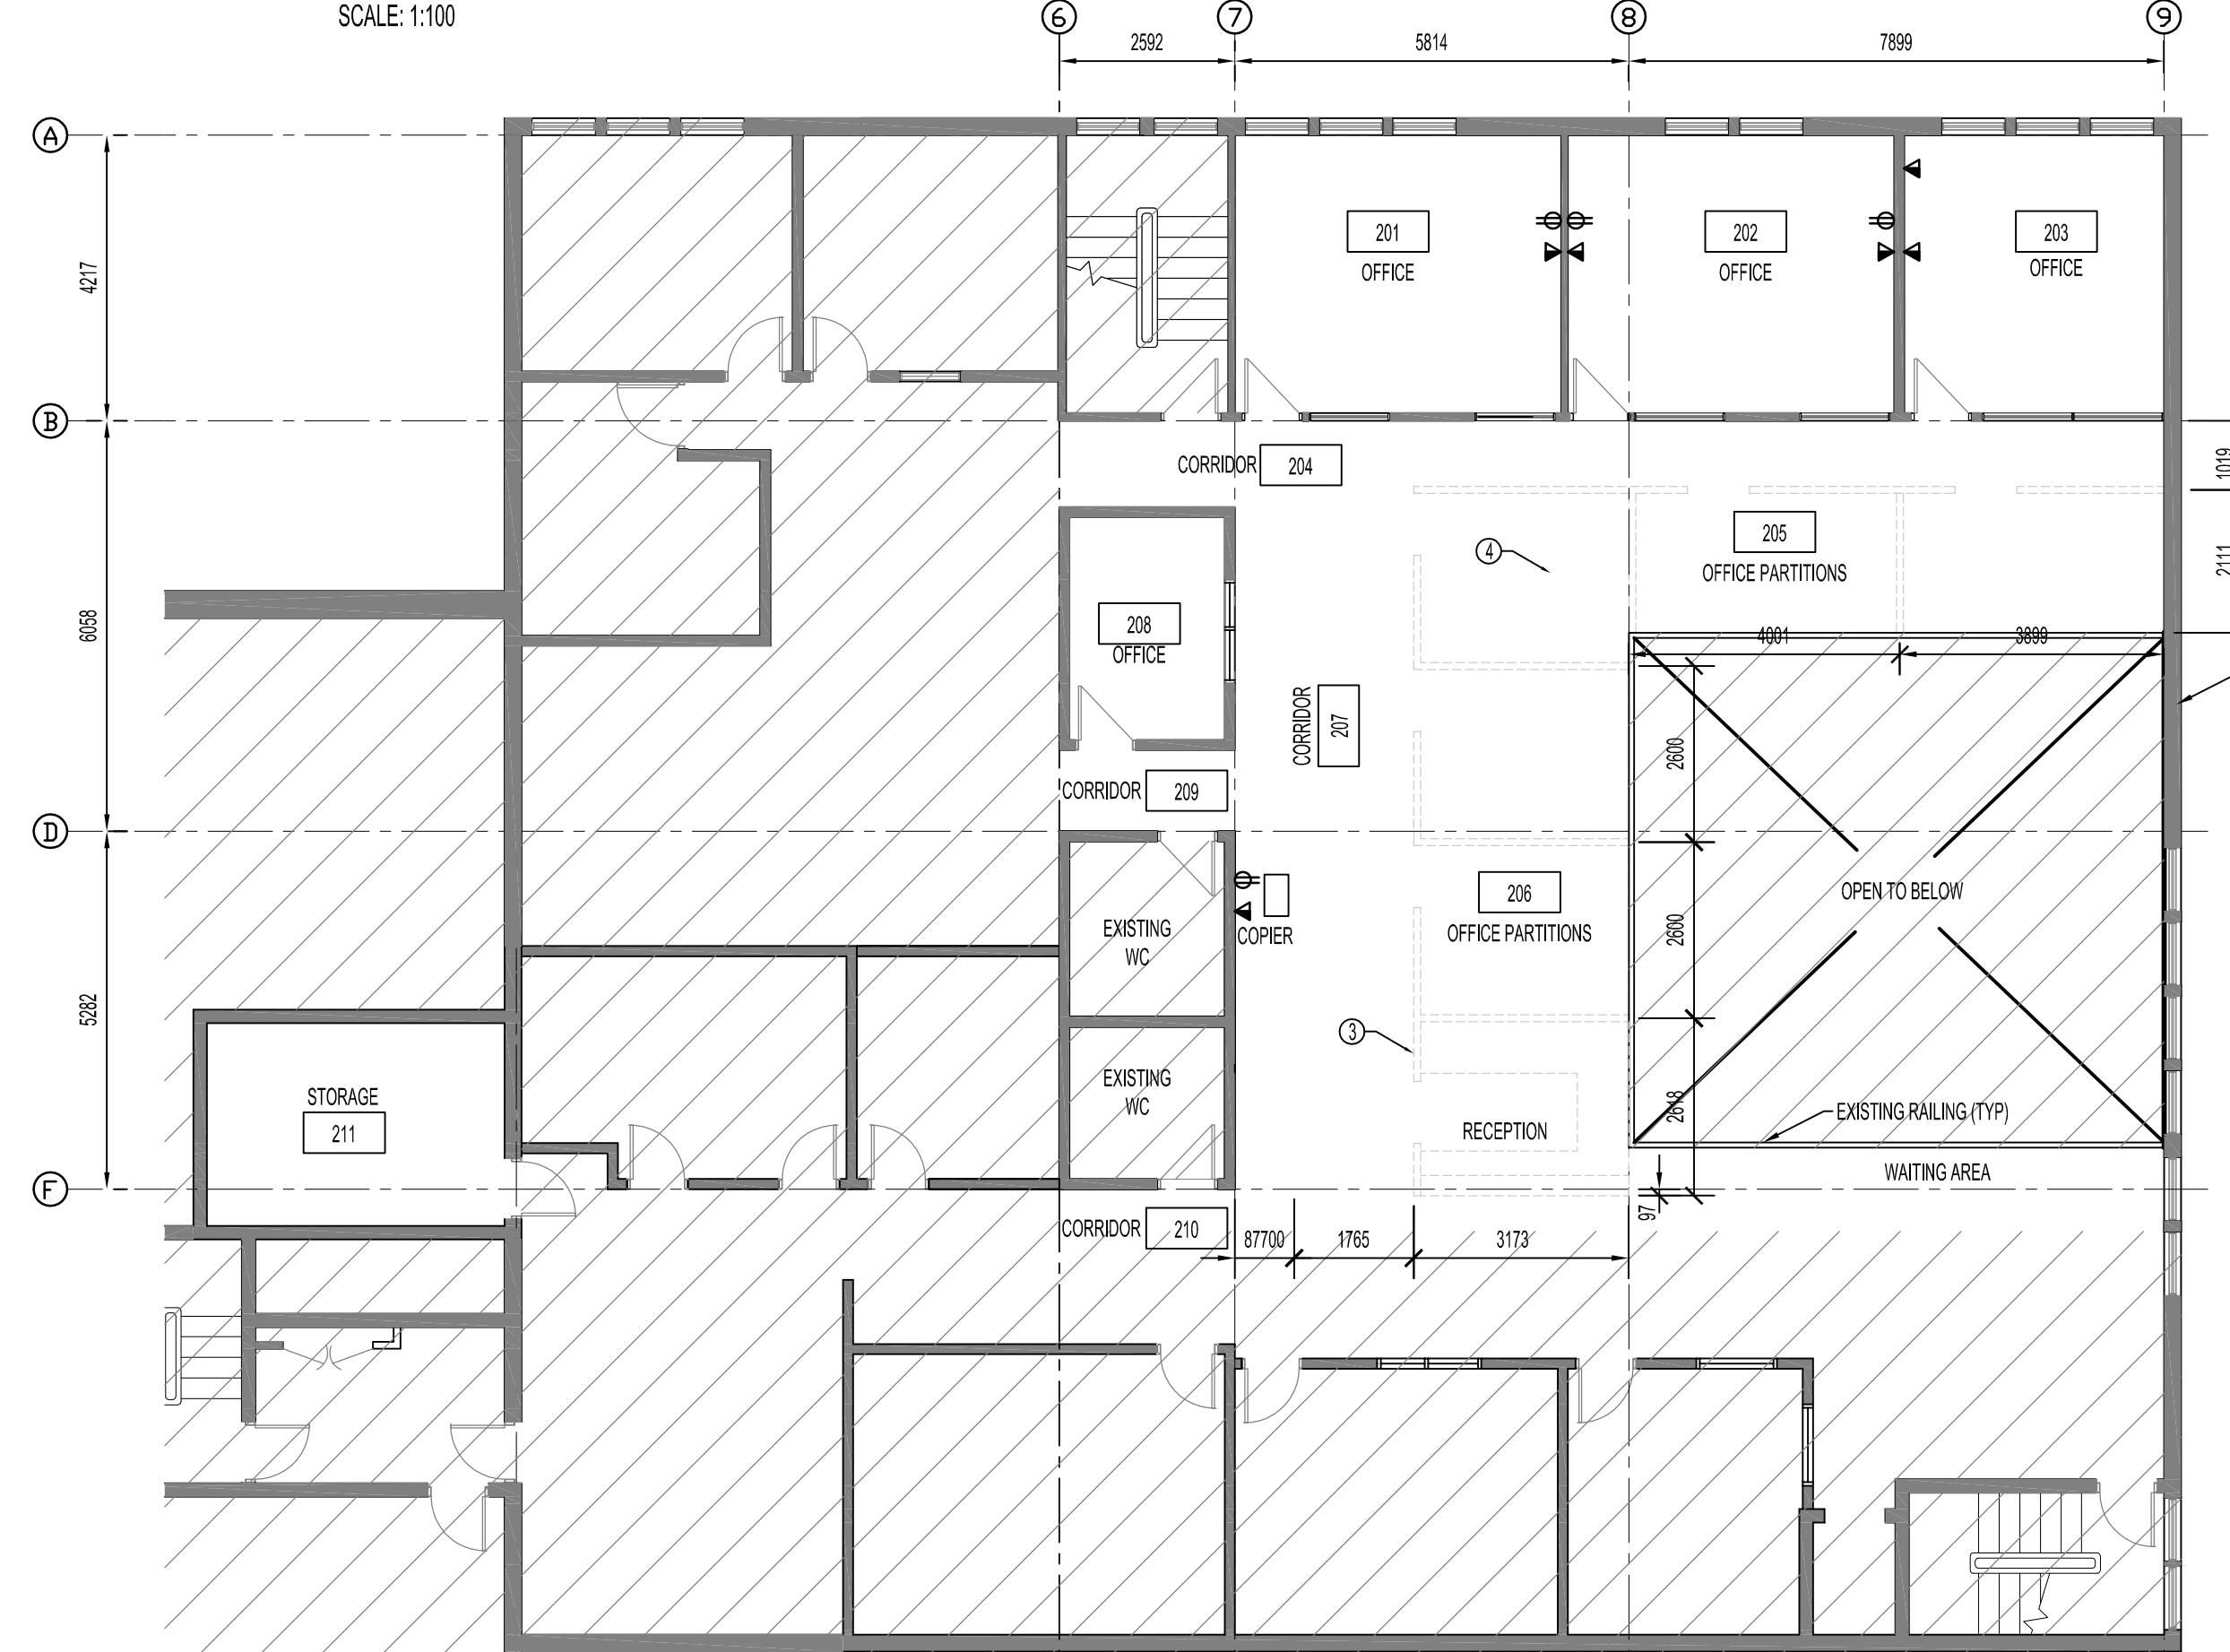 SCALE: 1:100
6
7
8
9
2592
5814
7899
A
B
D
F
4217
6058
5282
201
OFFICE
202
OFFICE
203
OFFICE
CORRIDOR 204
1019
2111
205
OFFICE PARTITIONS
4
208
OFFICE
4001
3899
CORRIDOR
207
2600
CORRIDOR 209
206
OFFICE PARTITIONS
OPEN TO BELOW
EXISTING
WC
COPIER
2600
3
EXISTING
WC
STORAGE
211
RECEPTION
2618
EXISTING RAILING (TYP)
WAITING AREA
97
CORRIDOR 210
87700
1765
3173